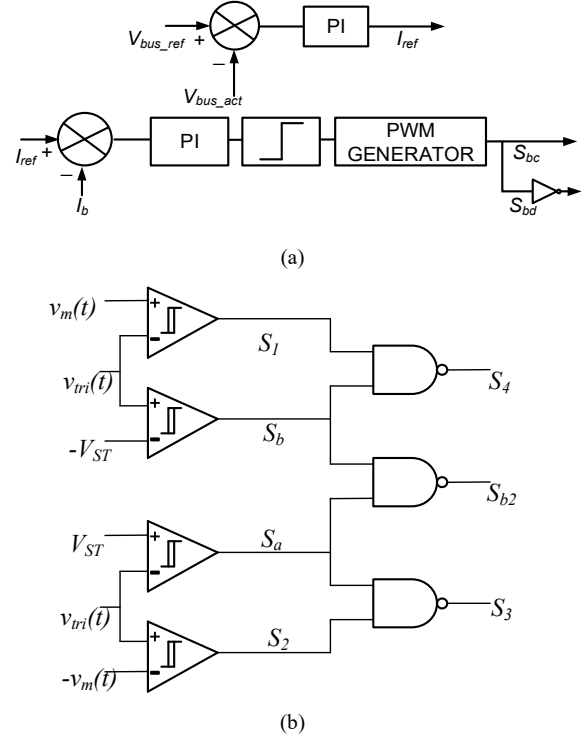 V_bus_ref + PI I_ref
−
V_bus_act
I_ref + PI PWM GENERATOR S_bc
−
I_b S_bd
(a)
v_m(t) +
- S_1
v_tri(t) S_4
+
-V_ST - S_b
S_b2
V_ST +
- S_a
v_tri(t) S_3
+ S_2
-v_m(t) -
(b)